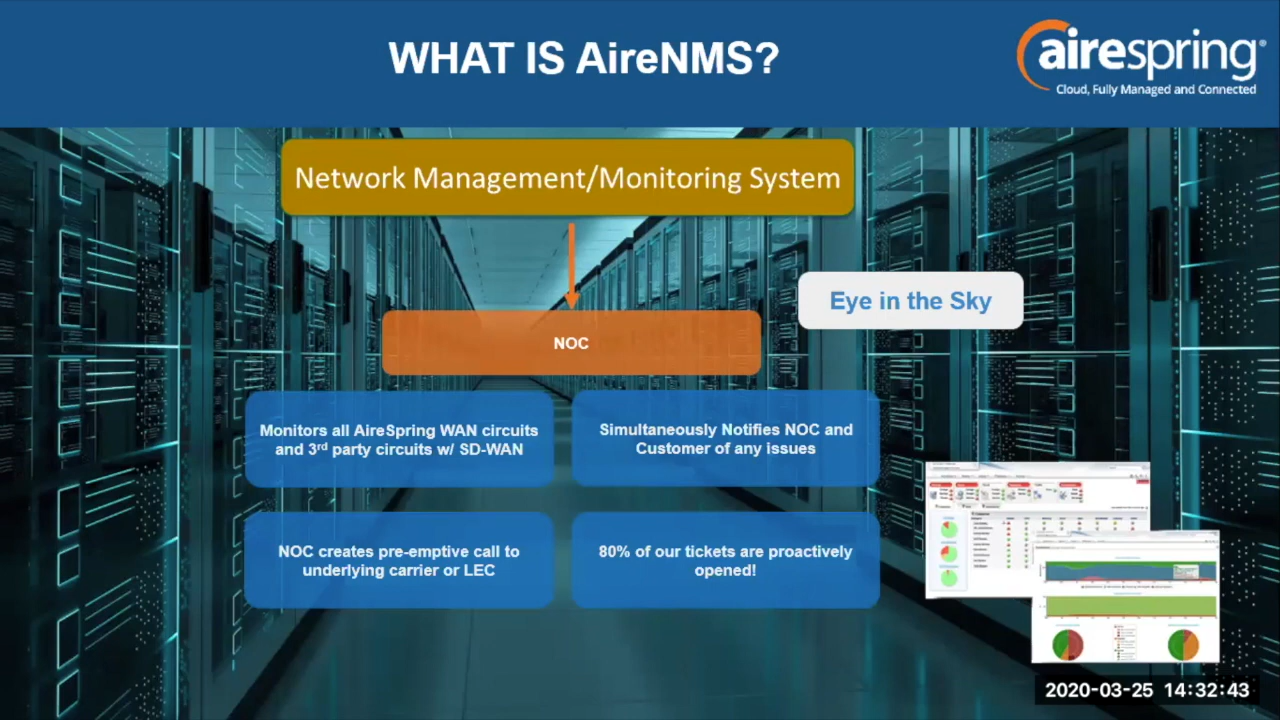 WHAT IS AireNMS?
airespring®
Cloud, Fully Managed and Connected
Network Management/Monitoring System
Eye in the Sky
NOC
Monitors all AireSpring WAN circuits
and 3rd party circuits w/ SD-WAN
Simultaneously Notifies NOC and
Customer of any issues
NOC creates pre-emptive call to
underlying carrier or LEC
80% of our tickets are proactively
opened!
2020-03-25 14:32:43